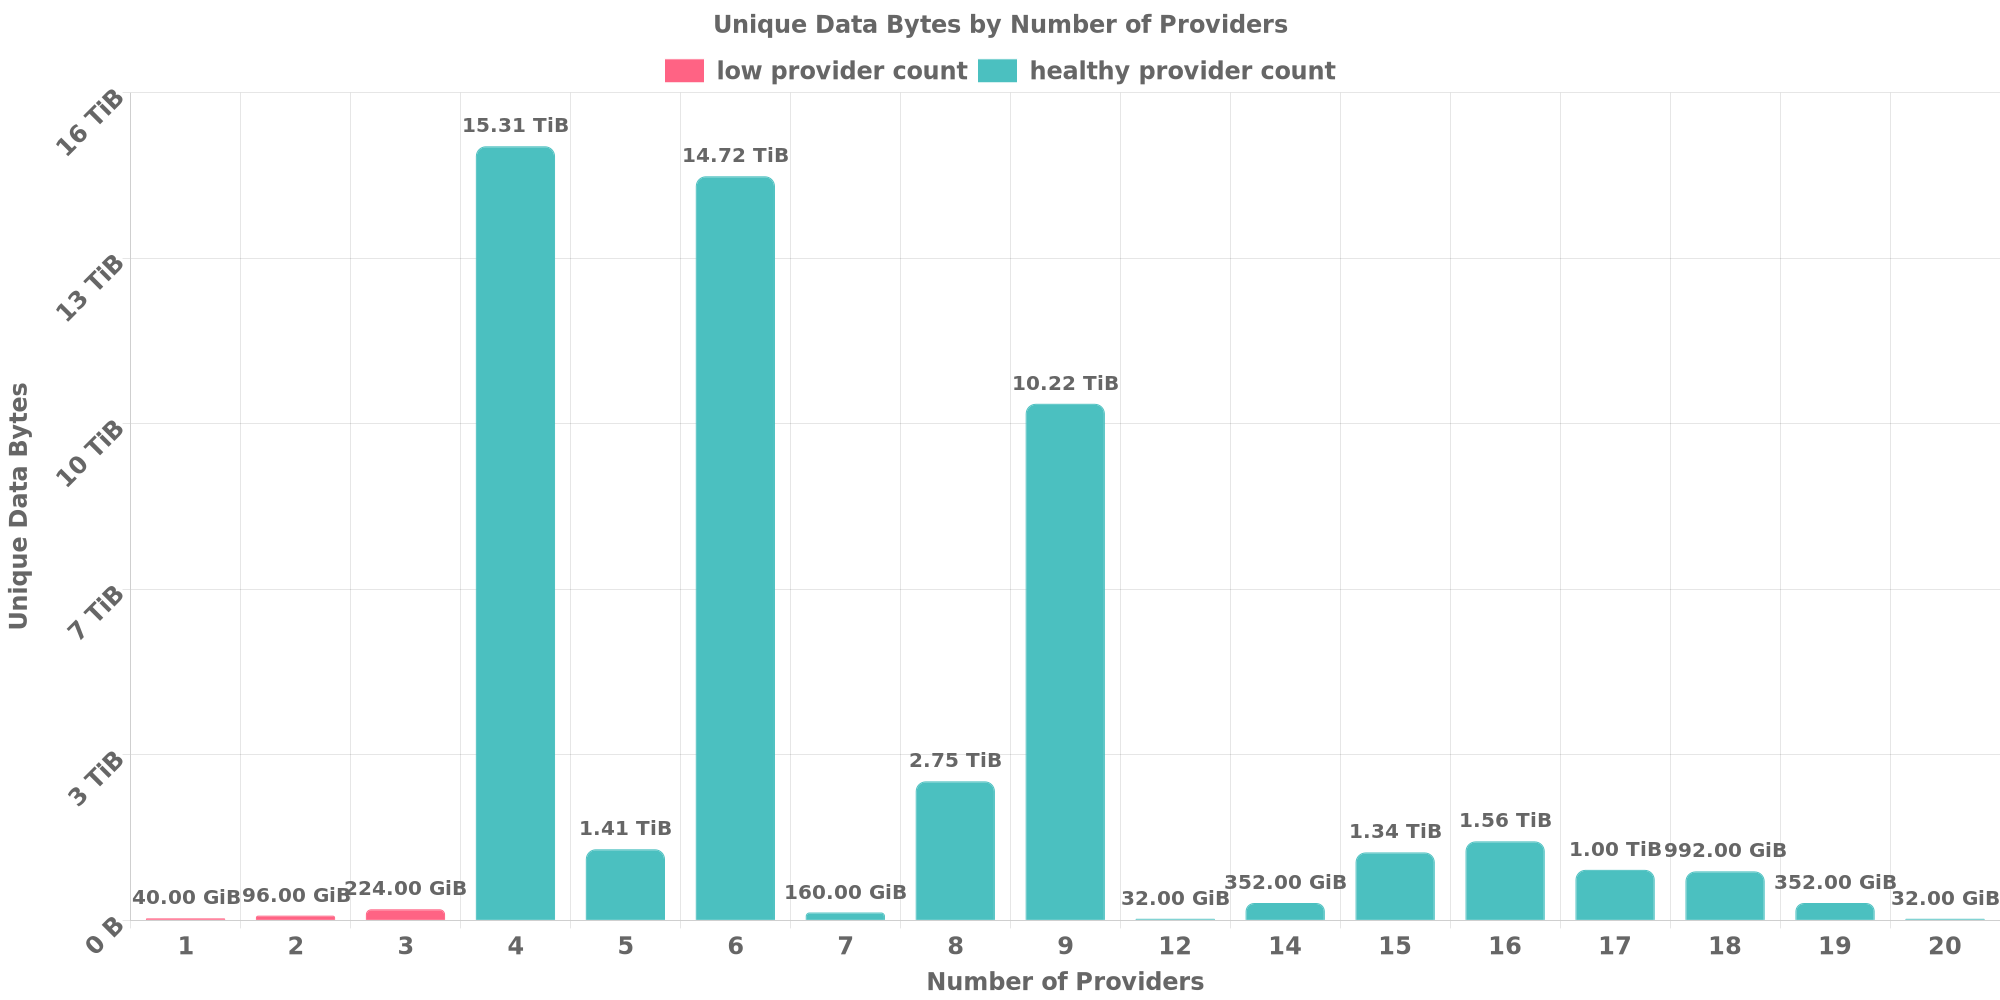 Unique Data Bytes by Number of Providers
low provider count healthy provider count
Unique Data Bytes
16 TiB
13 TiB
10 TiB
7 TiB
3 TiB
0 B
40.00 GiB
96.00 GiB
224.00 GiB
15.31 TiB
1.41 TiB
14.72 TiB
160.00 GiB
2.75 TiB
10.22 TiB
32.00 GiB
352.00 GiB
1.34 TiB
1.56 TiB
1.00 TiB
992.00 GiB
352.00 GiB
32.00 GiB
1 2 3 4 5 6 7 8 9 12 14 15 16 17 18 19 20
Number of Providers